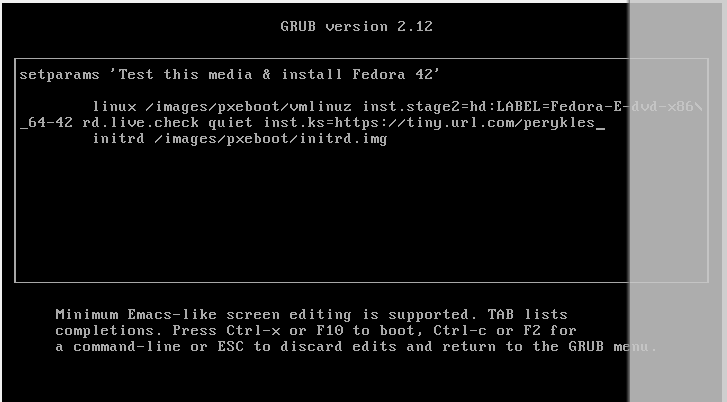 GRUB version 2.12
setparams 'Test this media & install Fedora 42'
linux /images/pxeboot/vmlinuz inst.stage2=hd:LABEL=Fedora-E-dvd-x86\
_64-42 rd.live.check quiet inst.ks=https://tiny.url.com/perykles_
initrd /images/pxeboot/initrd.img
Minimum Emacs-like screen editing is supported. TAB lists
completions. Press Ctrl-x or F10 to boot, Ctrl-c or F2 for
a command-line or ESC to discard edits and return to the GRUB menu.